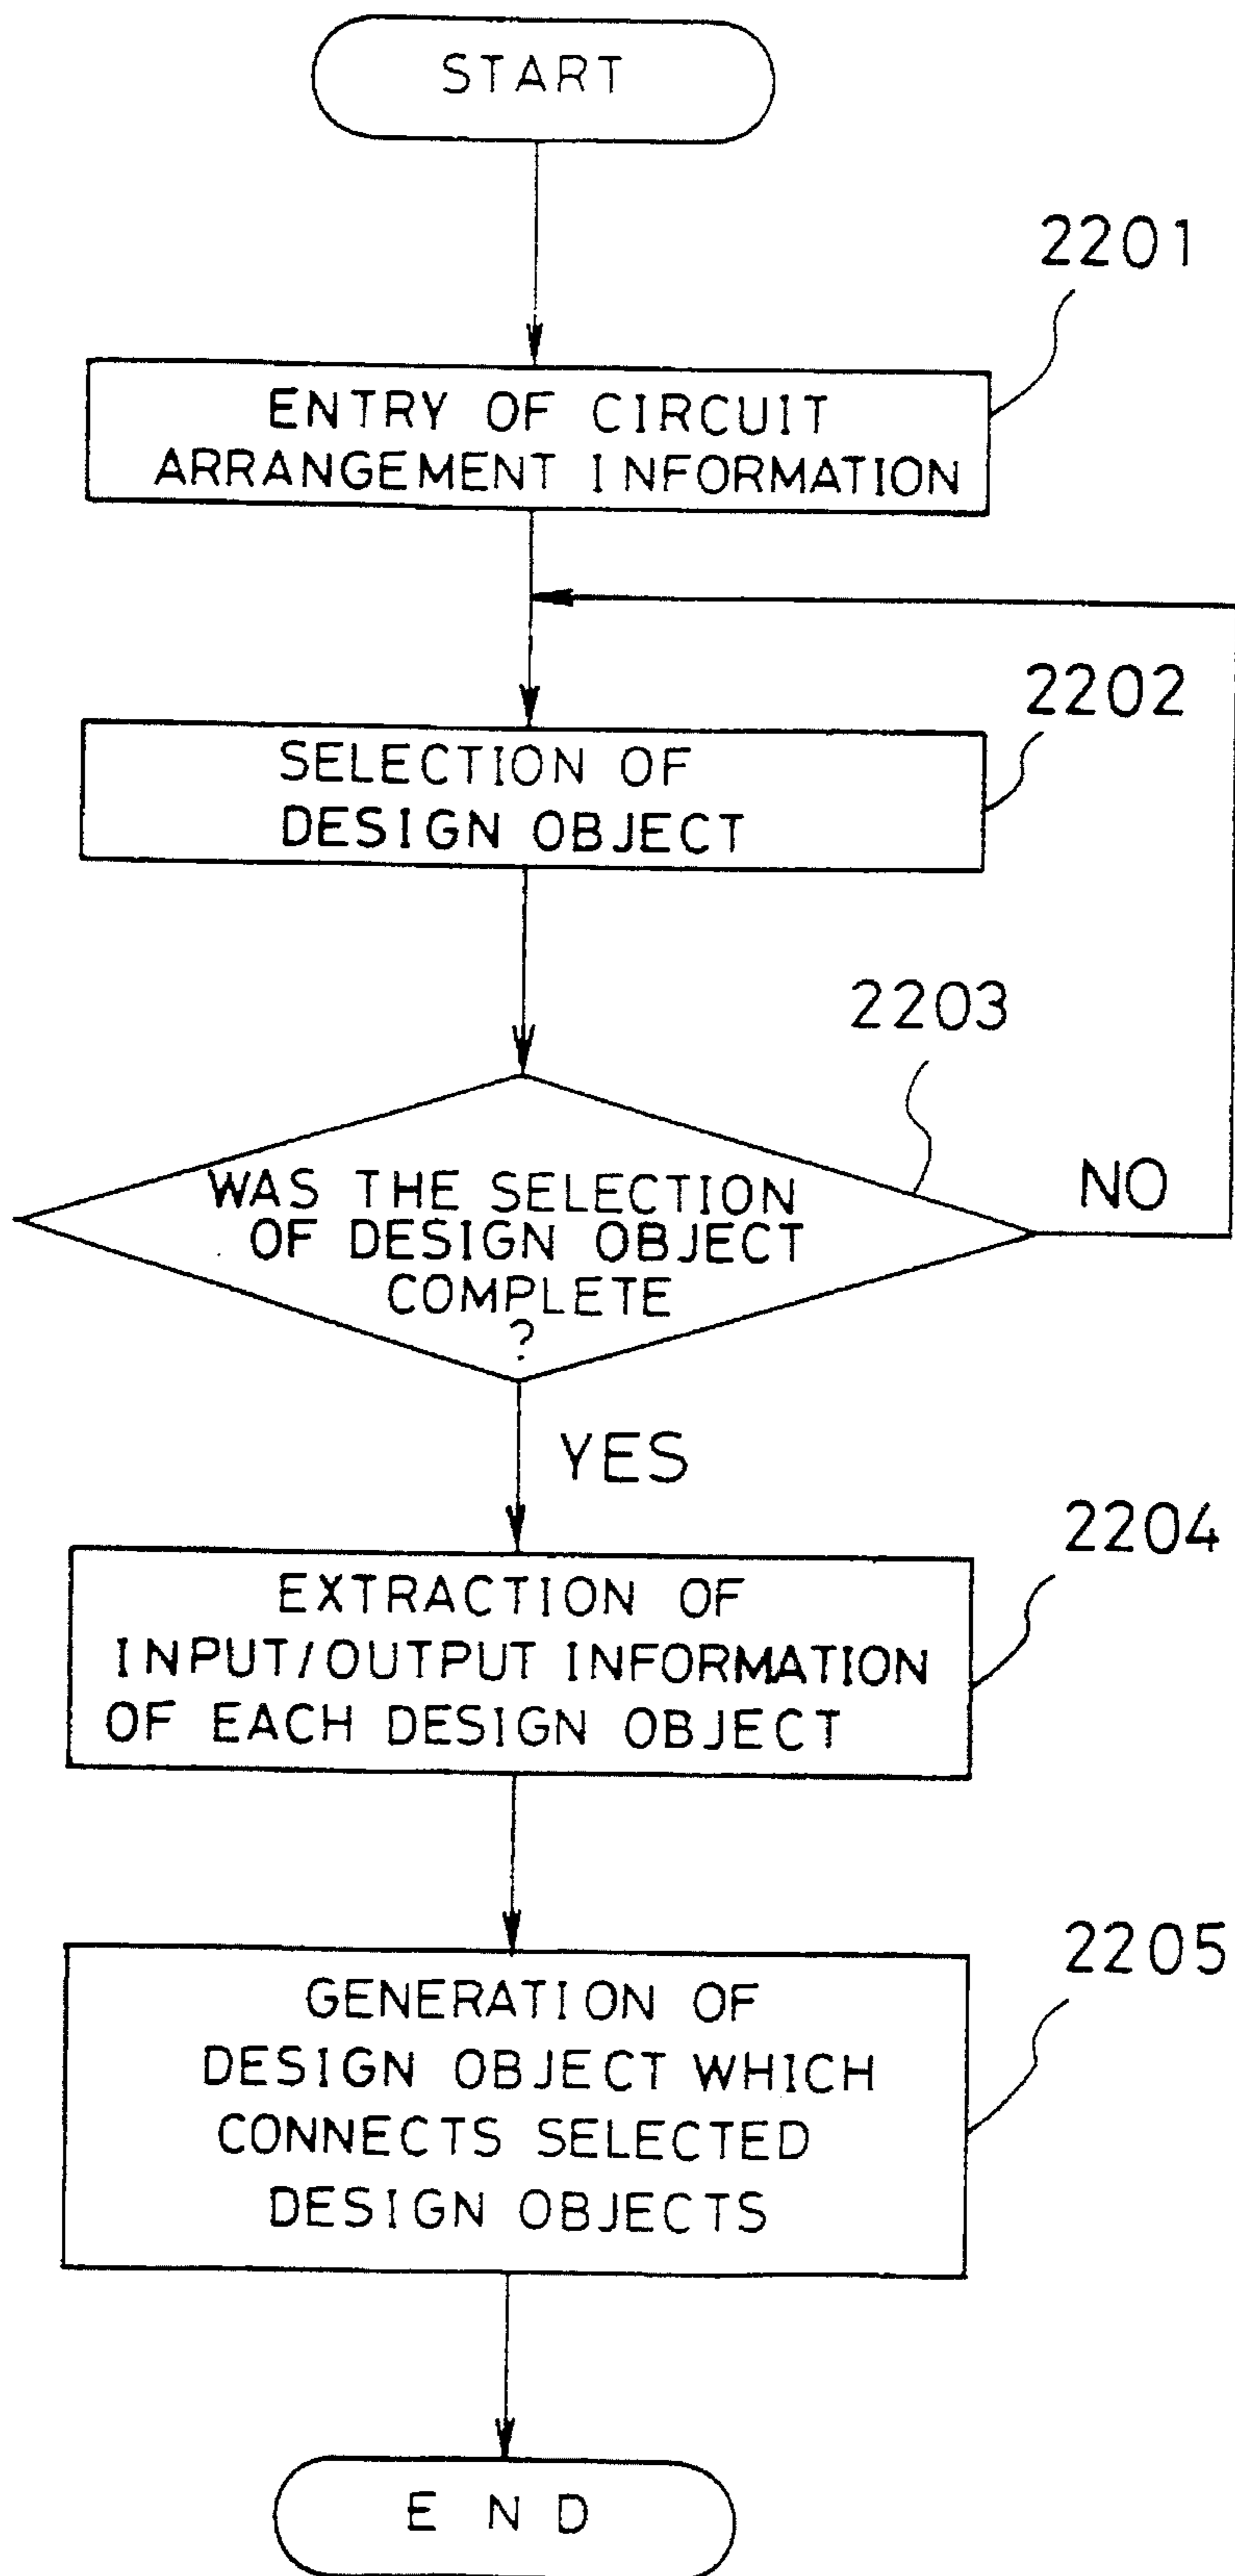 START
2201
ENTRY OF CIRCUIT
ARRANGEMENT INFORMATION
2202
SELECTION OF
DESIGN OBJECT
2203
WAS THE SELECTION
OF DESIGN OBJECT
COMPLETE
?
NO
YES
2204
EXTRACTION OF
INPUT/OUTPUT INFORMATION
OF EACH DESIGN OBJECT
2205
GENERATION OF
DESIGN OBJECT WHICH
CONNECTS SELECTED
DESIGN OBJECTS
END